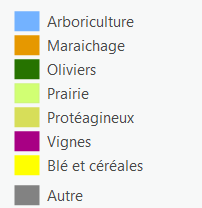 Arboriculture
Maraichage
Oliviers
Prairie
Protéagineux
Vignes
Blé et céréales
Autre